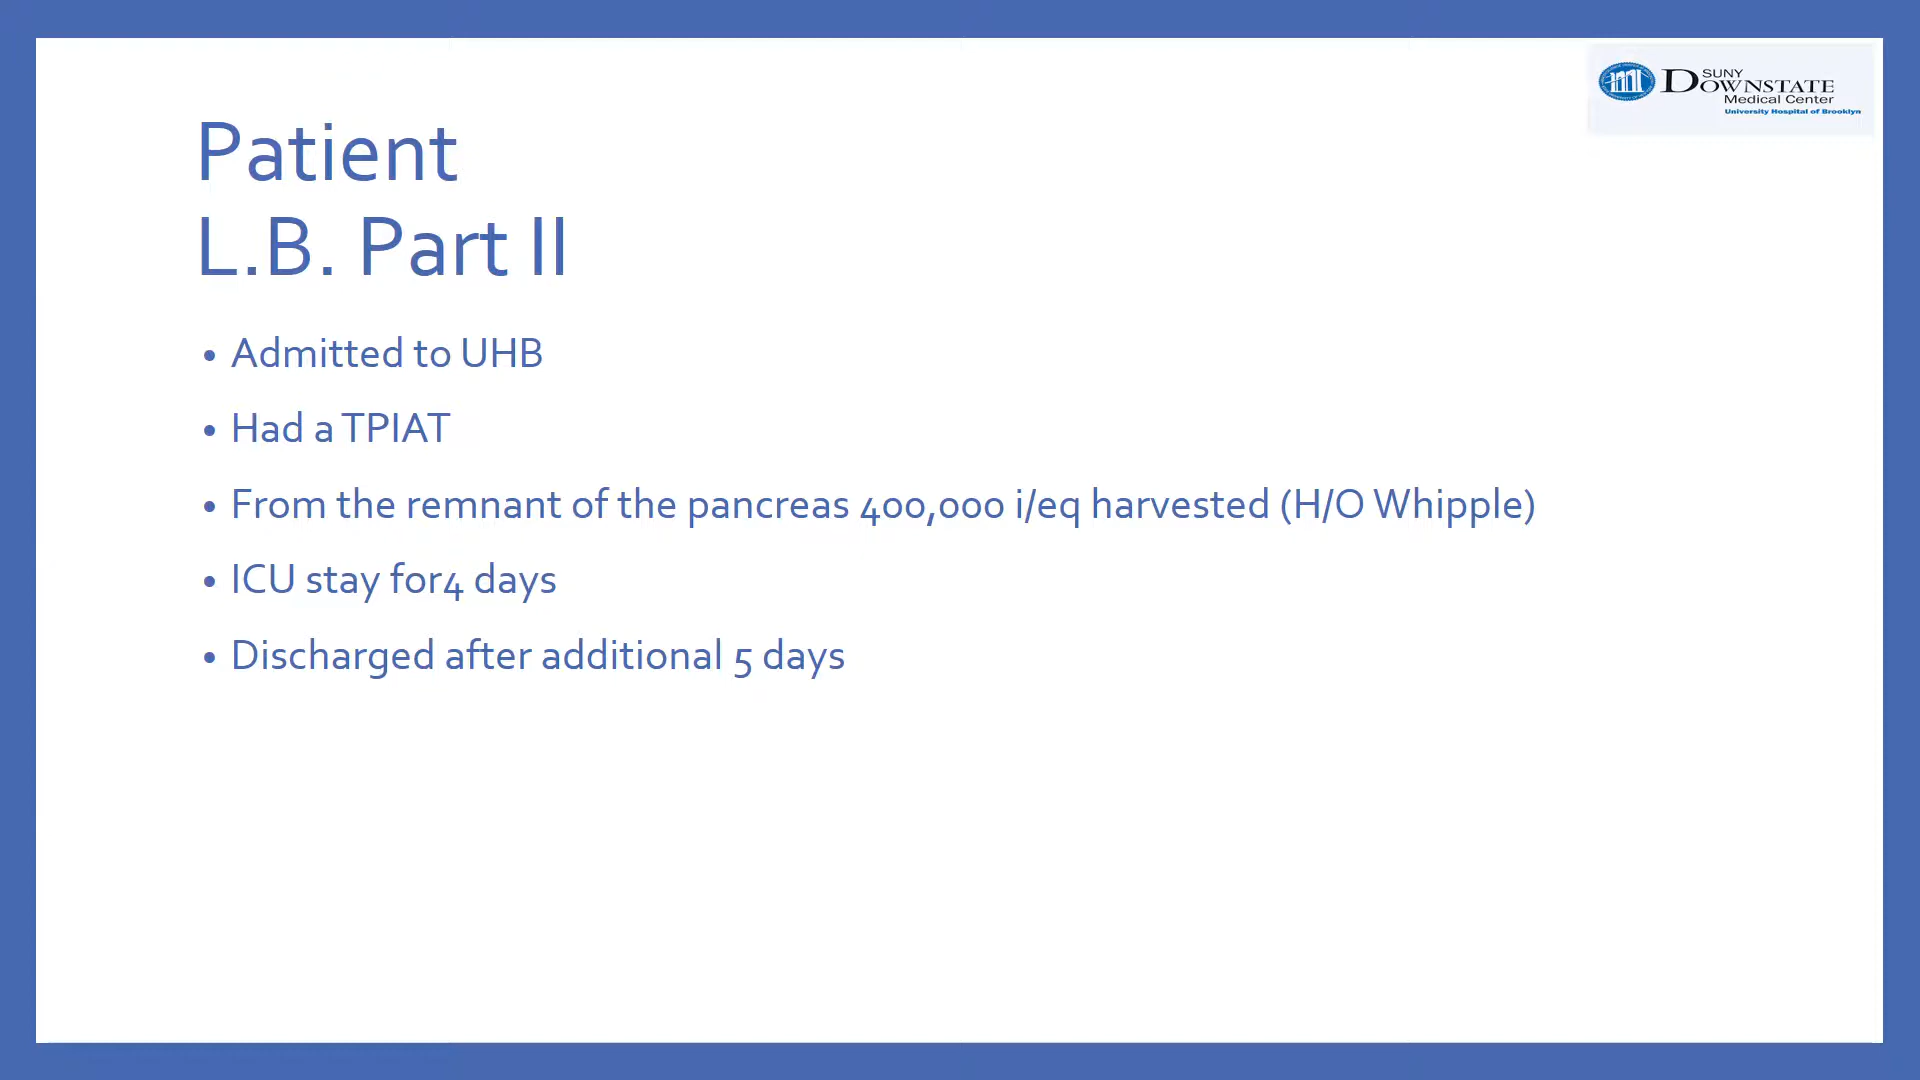 SUNY
DOWNSTATE
Medical Center
University Hospital of Brooklyn
Patient
L.B. Part II
• Admitted to UHB
• Had a TPIAT
• From the remnant of the pancreas 400,000 i/eq harvested (H/O Whipple)
• ICU stay for4 days
• Discharged after additional 5 days